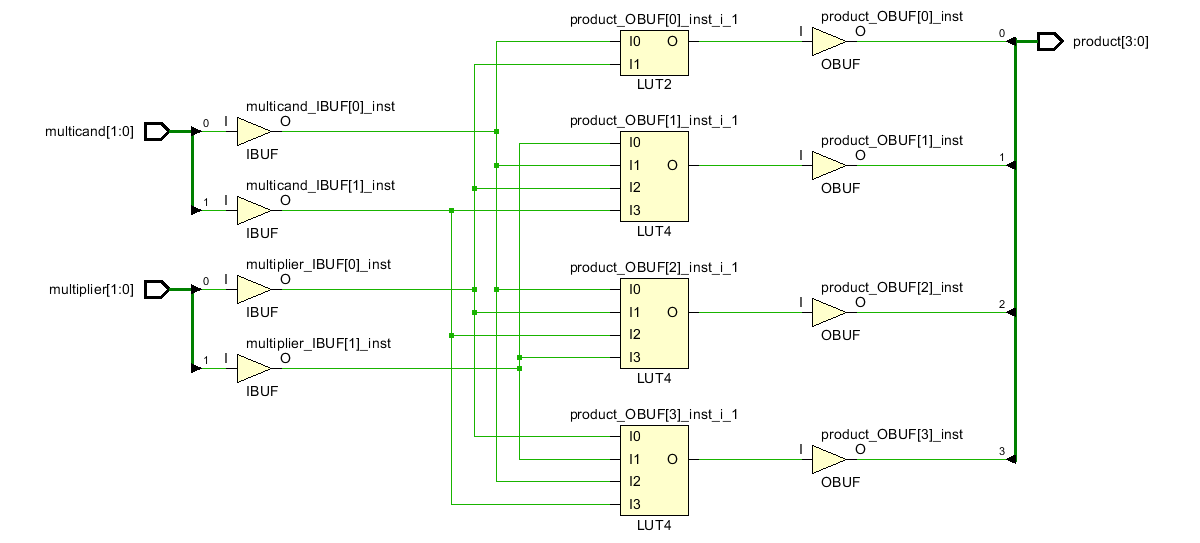 product_OBUF[0]_inst_i_1
I0 O
I1
LUT2
product_OBUF[0]_inst
I O
OBUF
0
product[3:0]
multicand[1:0]
0
multicand_IBUF[0]_inst
I O
IBUF
1
multicand_IBUF[1]_inst
I O
IBUF
product_OBUF[1]_inst_i_1
I0
I1 O
I2
I3
LUT4
product_OBUF[1]_inst
I O
OBUF
1
multiplier[1:0]
0
multiplier_IBUF[0]_inst
I O
IBUF
1
multiplier_IBUF[1]_inst
I O
IBUF
product_OBUF[2]_inst_i_1
I0
I1 O
I2
I3
LUT4
product_OBUF[2]_inst
I O
OBUF
2
product_OBUF[3]_inst_i_1
I0
I1 O
I2
I3
LUT4
product_OBUF[3]_inst
I O
OBUF
3